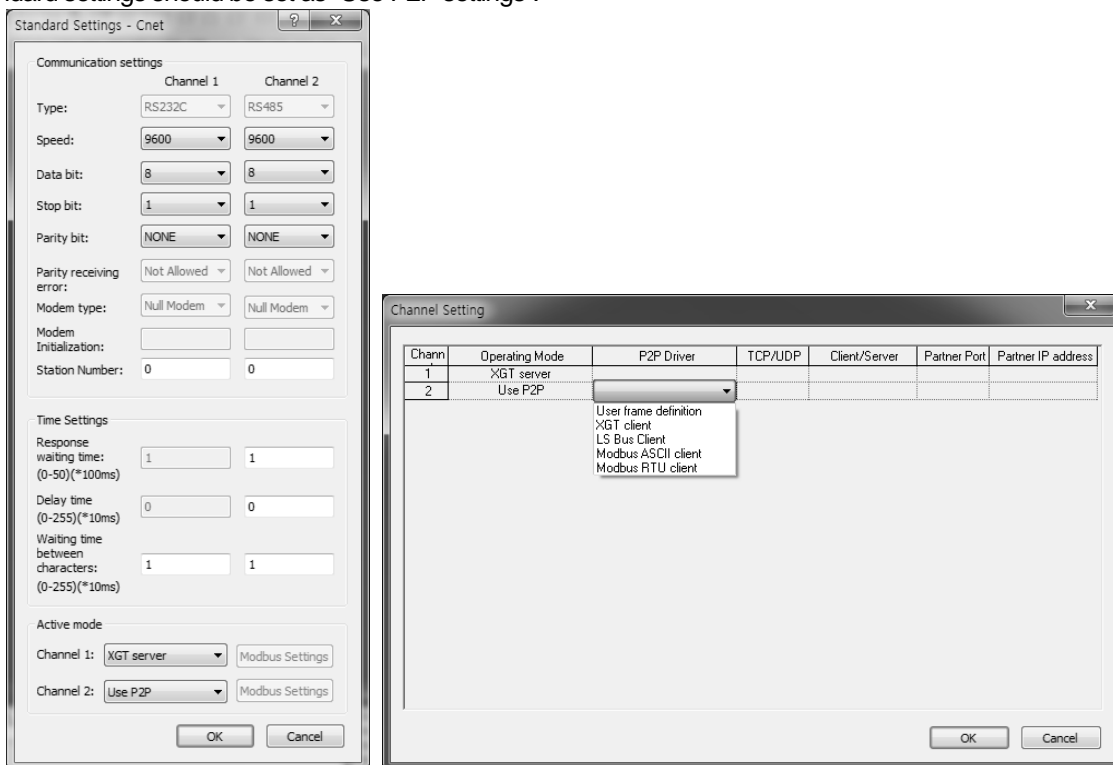 Standard Settings - Cnet
Communication settings
Channel 1 Channel 2
Type: RS232C RS485
Speed: 9600 9600
Data bit: 8 8
Stop bit: 1 1
Parity bit: NONE NONE
Parity receiving
error: Not Allowed Not Allowed
Modem type: Null Modem Null Modem
Modem
Initialization:
Station Number: 0 0
Time Settings
Response
waiting time: 1 1
(0-50)(*100ms)
Delay time 0 0
(0-255)(*10ms)
Waiting time
between
characters: 1 1
(0-255)(*10ms)
Active mode
Channel 1: XGT server Modbus Settings
Channel 2: Use P2P Modbus Settings
OK Cancel
Channel Setting
Chann Operating Mode P2P Driver TCP/UDP Client/Server Partner Port Partner IP address
1 XGT server
2 Use P2P
User frame definition
XGT client
LS Bus Client
Modbus ASCII client
Modbus RTU client
OK Cancel